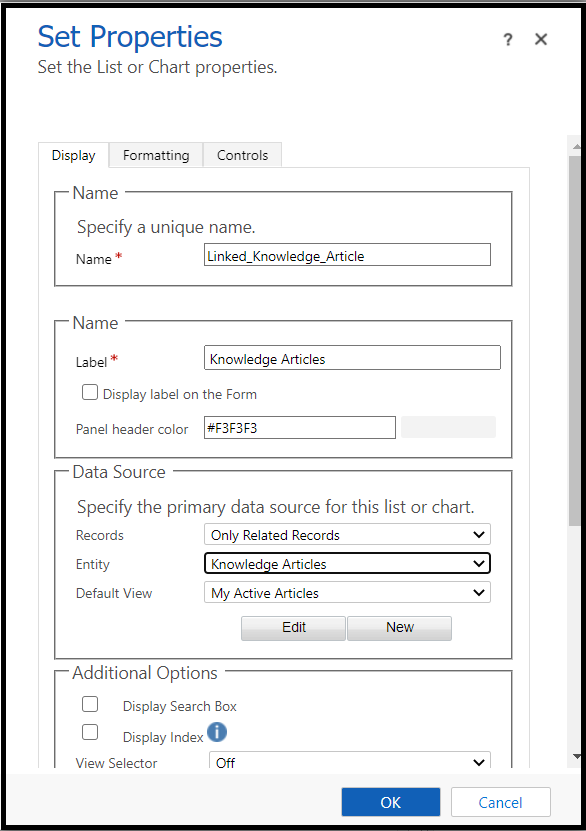 Set Properties
? ×
Set the List or Chart properties.
Display Formatting Controls
Name
Specify a unique name.
Name * Linked_Knowledge_Article
Name
Label * Knowledge Articles
Display label on the Form
Panel header color #F3F3F3
Data Source
Specify the primary data source for this list or chart.
Records Only Related Records
Entity Knowledge Articles
Default View My Active Articles
Edit New
Additional Options
Display Search Box
Display Index i
View Selector Off
OK Cancel